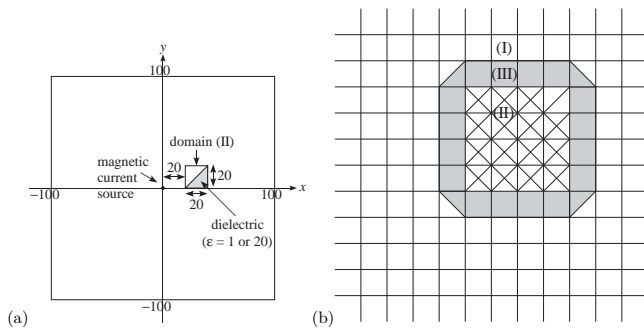 y
100
domain (II)
magnetic
current
source
20
20
−100
100
x
20
dielectric
(ε = 1 or 20)
−100
(a)
(I)
(III)
(II)
(b)